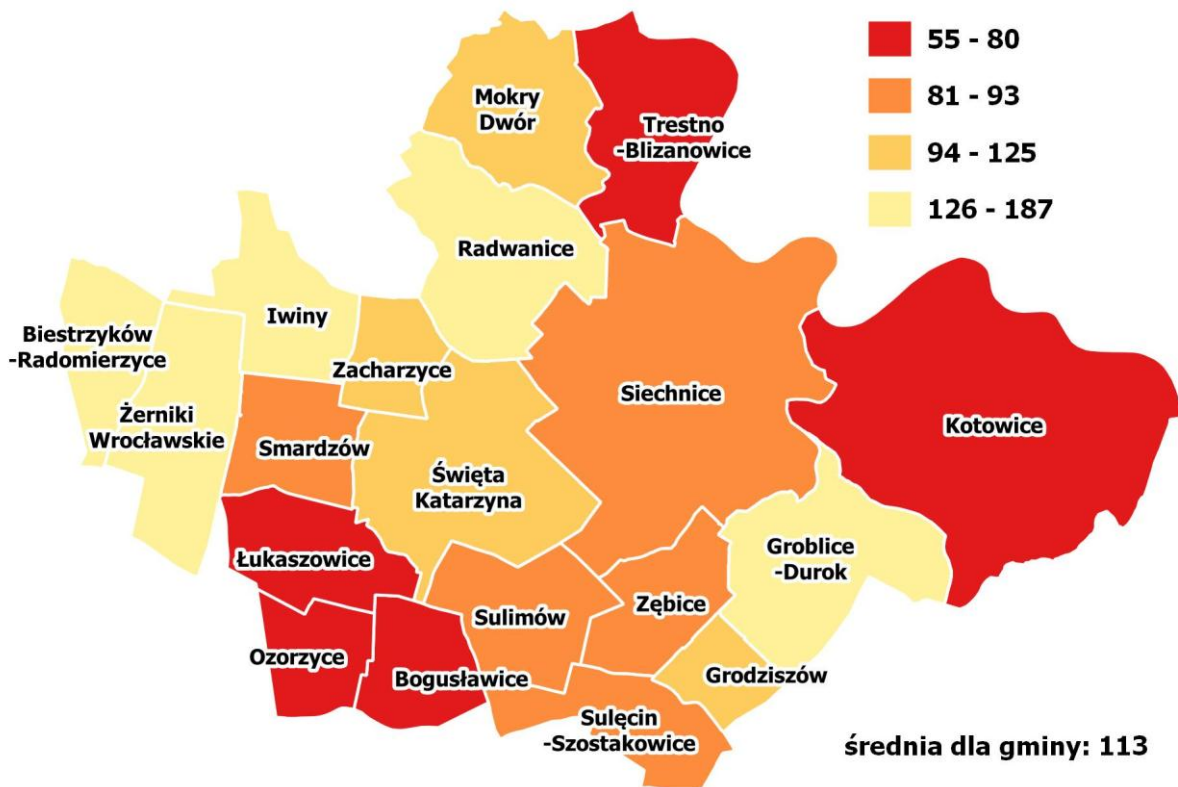 55 - 80
81 - 93
94 - 125
126 - 187
Mokry
Dwór
Trestno
-Blizanowice
Radwanice
Iwiny
Biestrzyków
-Radomierzyce
Zacharzyce
Siechnice
Żerniki
Wrocławskie
Smardzów
Kotowice
Święta
Katarzyna
Łukaszowice
Groblice
-Durok
Sulimów
Zębice
Ozorzyce
Bogusławice
Grodziszów
Sulęcin
-Szostakowice
średnia dla gminy: 113